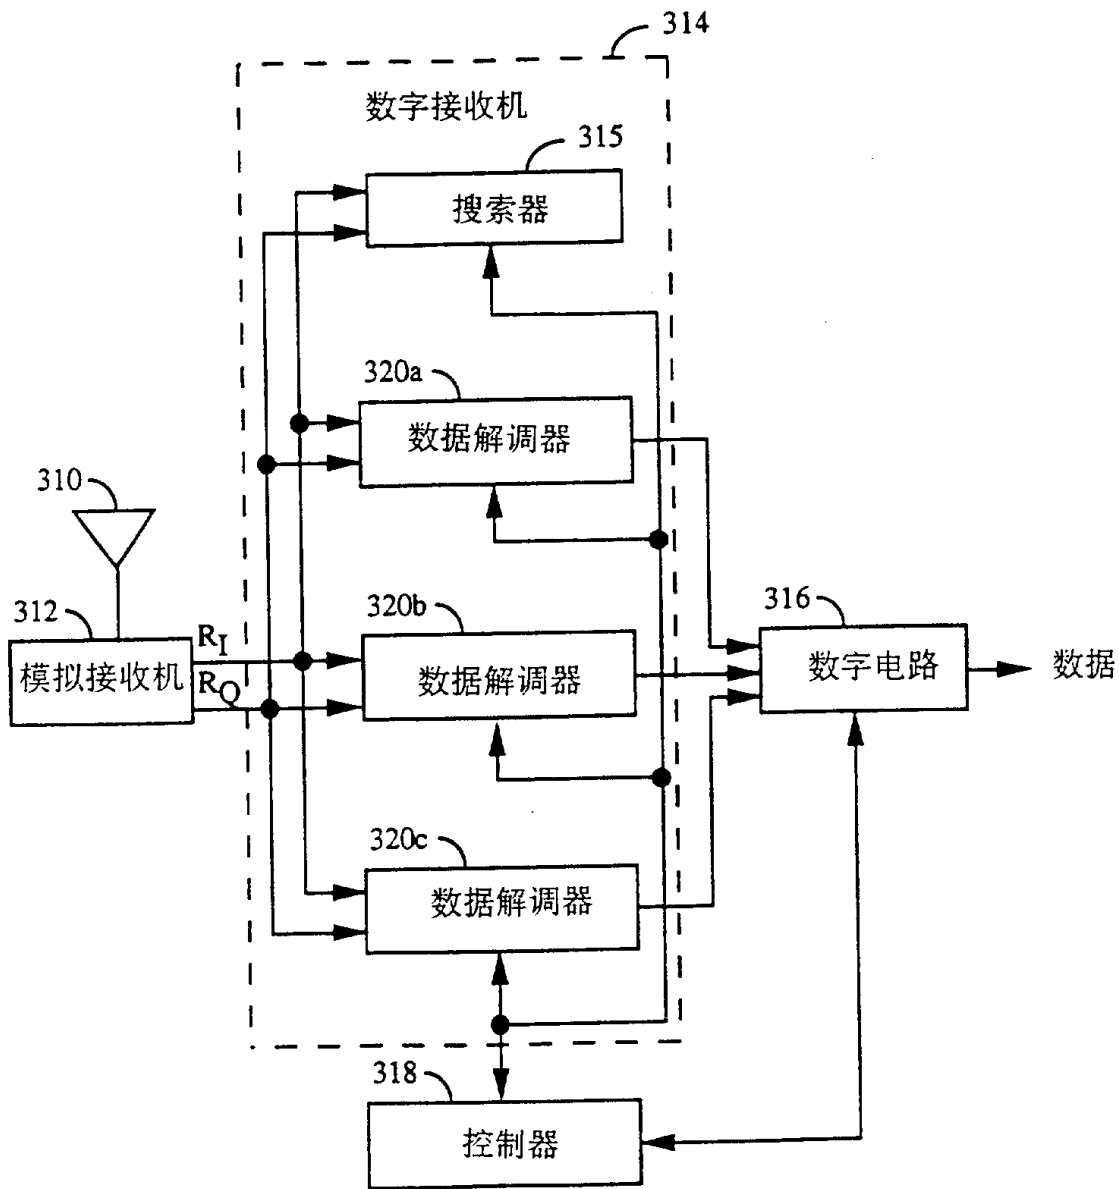 314
数字接收机
315
搜索器
320a
数据解调器
310
312
模拟接收机
R_I
R_Q
320b
数据解调器
316
数字电路
数据
320c
数据解调器
318
控制器